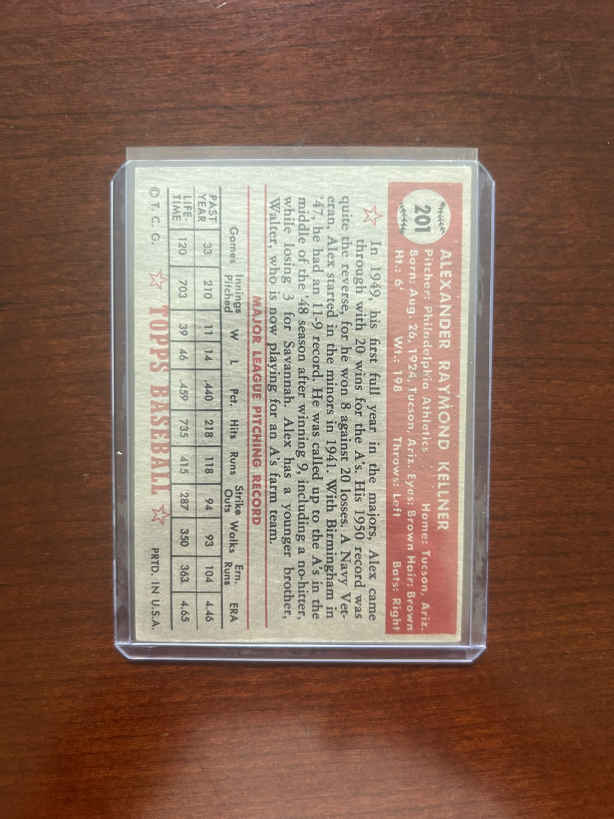 201
ALEXANDER RAYMOND KELLNER
Pitcher: Philadelphia Athletics Home: Tucson, Ariz.
Born: Aug. 26, 1924, Tucson, Ariz. Eyes: Brown Hair: Brown
Ht.: 6' Wt.: 198 Throws: Left Bats: Right
In 1949, his first full year in the majors, Alex came
through with 20 wins for the A's. His 1950 record was
quite the reverse, for he won 8 against 20 losses. A Navy Vet-
eran, Alex started in the minors in 1941. With Birmingham in
'47, he had an 11-9 record. He was called up to the A's in the
middle of the '48 season after winning 9, including a no-hitter,
while losing 3 for Savannah. Alex has a younger brother,
Walter, who is now playing for an A's farm team.
MAJOR LEAGUE PITCHING RECORD
Games Innings Pitched W L Pct. Hits Runs Strike Outs Walks Ern. Runs ERA
PAST YEAR 33 210 11 14 .440 218 118 94 93 104 4.46
LIFE-TIME 120 703 39 46 .459 735 415 287 350 363 4.65
© T. C. G. TOPPS BASEBALL PRTD. IN U.S.A.